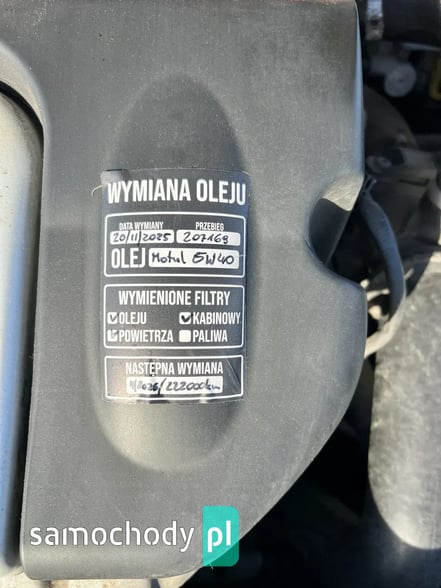 WYMIANA OLEJU
DATA WYMIANY PRZEBIEG
20/11/2025 207169
OLEJ Motul 5W40
WYMIENIONE FILTRY
OLEJU KABINOWY
POWIETRZA PALIWA
NASTĘPNA WYMIANA
/222000km
samochody pl